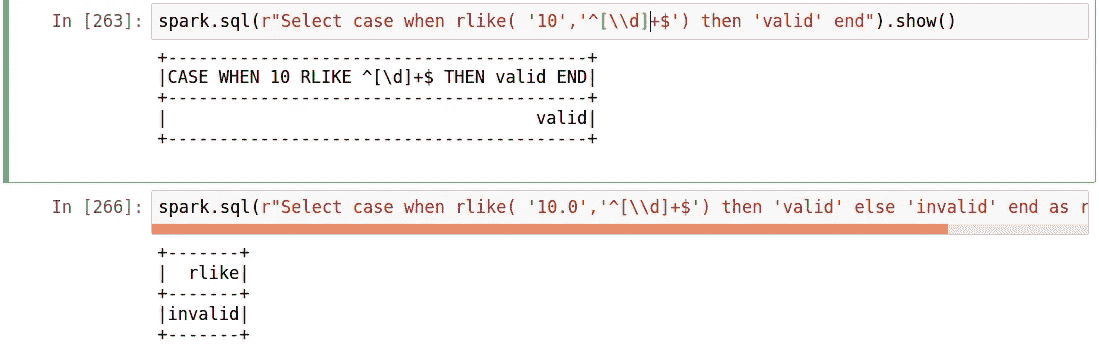 In [263]: spark.sql(r"Select case when rlike( '10','^[\\d]+$') then 'valid' end").show()
+-----------------------------------------+
|CASE WHEN 10 RLIKE ^[\d]+$ THEN valid END|
+-----------------------------------------+
|                                    valid|
+-----------------------------------------+
In [266]: spark.sql(r"Select case when rlike( '10.0','^[\\d]+$') then 'valid' else 'invalid' end as r
+-------+
|  rlike|
+-------+
|invalid|
+-------+